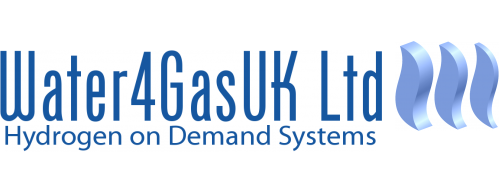 Water4GasUK Ltd
Hydrogen on Demand Systems